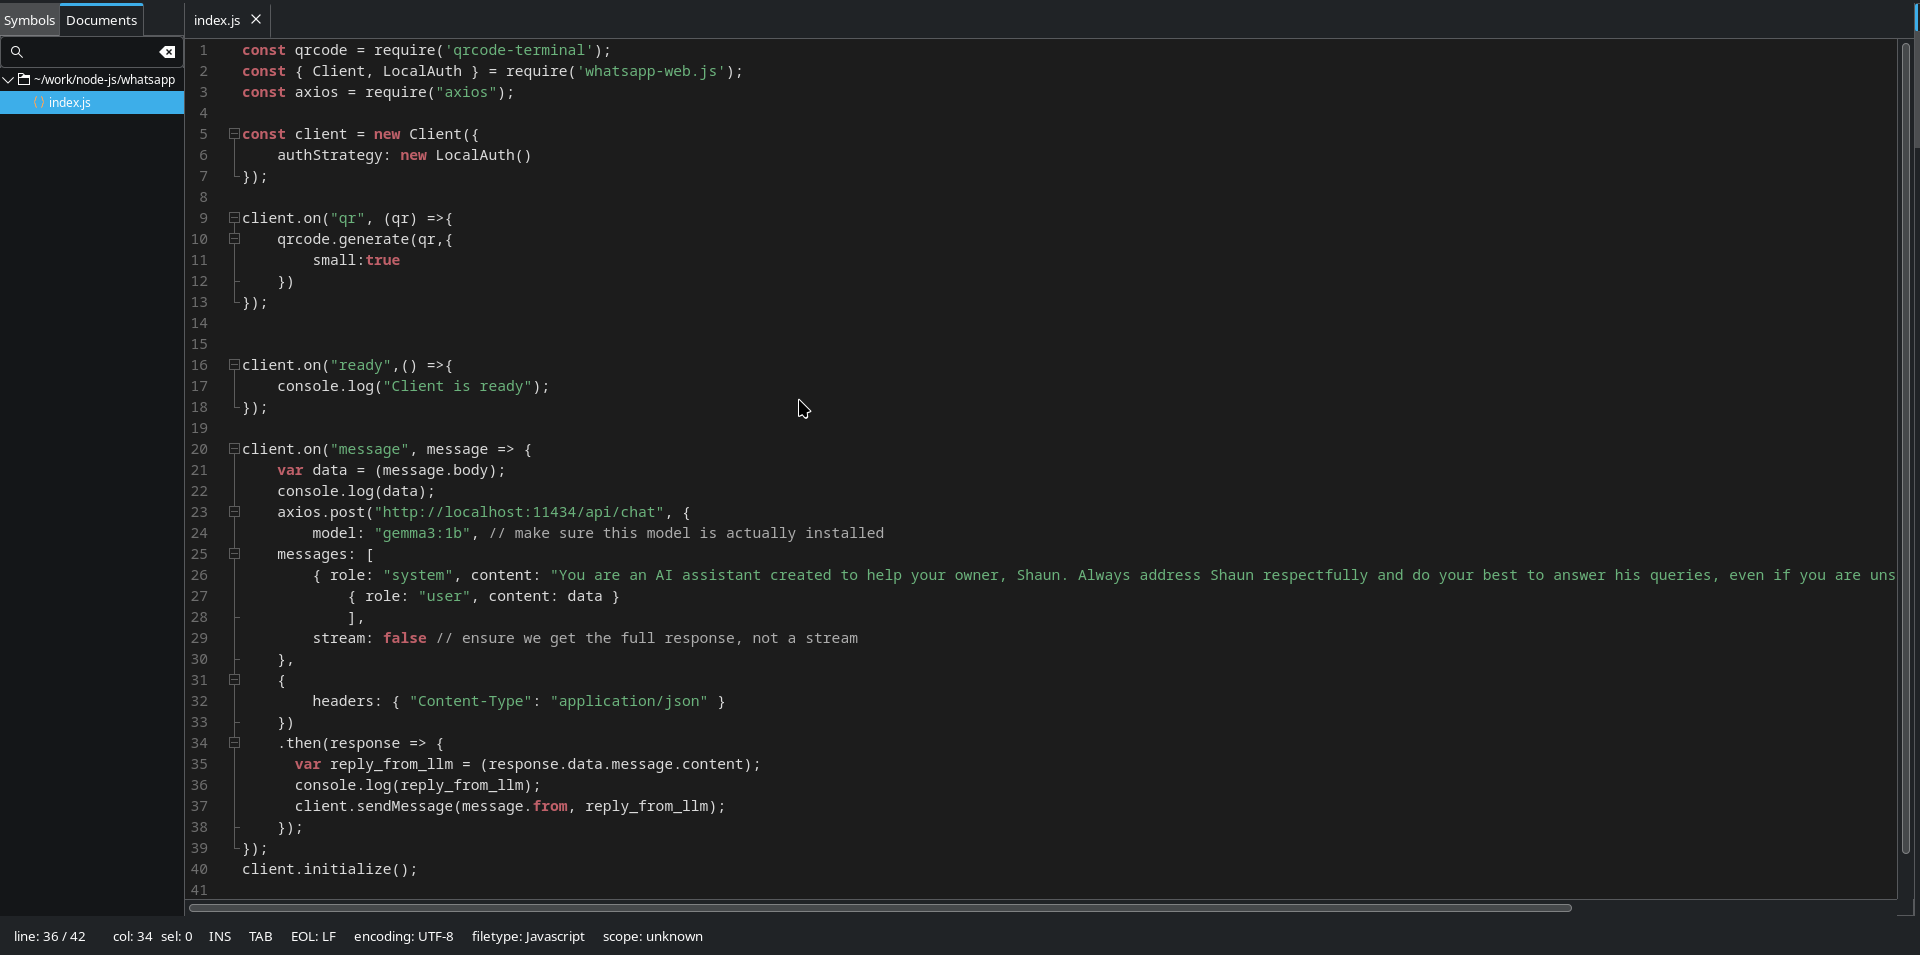 Symbols Documents index.js
~/work/node-js/whatsapp
index.js
1 const qrcode = require('qrcode-terminal');
2 const { Client, LocalAuth } = require('whatsapp-web.js');
3 const axios = require("axios");
4
5 const client = new Client({
6     authStrategy: new LocalAuth()
7 });
8
9 client.on("qr", (qr) =>{
10     qrcode.generate(qr,{
11         small:true
12     })
13 });
14
15
16 client.on("ready",() =>{
17     console.log("Client is ready");
18 });
19
20 client.on("message", message => {
21     var data = (message.body);
22     console.log(data);
23     axios.post("http://localhost:11434/api/chat", {
24         model: "gemma3:1b", // make sure this model is actually installed
25     messages: [
26         { role: "system", content: "You are an AI assistant created to help your owner, Shaun. Always address Shaun respectfully and do your best to answer his queries, even if you are uns
27             { role: "user", content: data }
28             ],
29         stream: false // ensure we get the full response, not a stream
30     },
31     {
32         headers: { "Content-Type": "application/json" }
33     })
34     .then(response => {
35       var reply_from_llm = (response.data.message.content);
36       console.log(reply_from_llm);
37       client.sendMessage(message.from, reply_from_llm);
38     });
39 });
40 client.initialize();
41
line: 36 / 42 col: 34 sel: 0 INS TAB EOL: LF encoding: UTF-8 filetype: Javascript scope: unknown